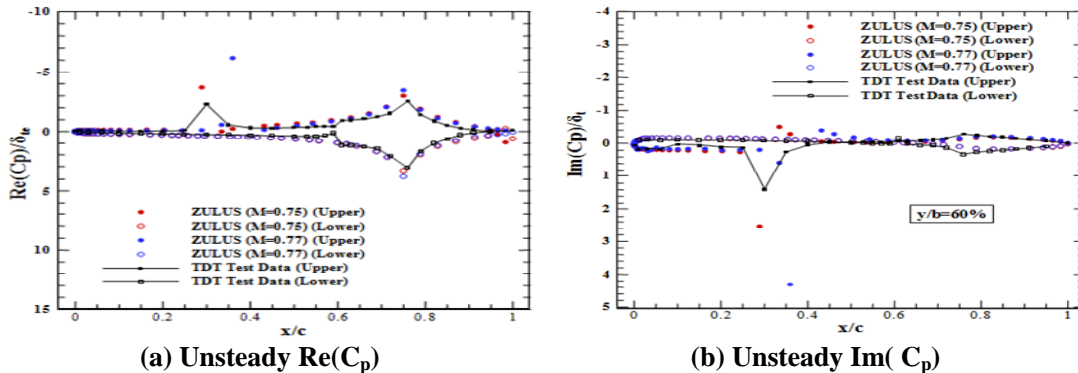 -10
-5
0
5
10
15
Re(Cp)/δte
ZULUS (M=0.75) (Upper)
ZULUS (M=0.75) (Lower)
ZULUS (M=0.77) (Upper)
ZULUS (M=0.77) (Lower)
TDT Test Data (Upper)
TDT Test Data (Lower)
0 0.2 0.4 0.6 0.8 1
x/c
(a) Unsteady Re(Cp)
-4
-3
-2
-1
0
1
2
3
4
5
Im(Cp)/δt
ZULUS (M=0.75) (Upper)
ZULUS (M=0.75) (Lower)
ZULUS (M=0.77) (Upper)
ZULUS (M=0.77) (Lower)
TDT Test Data (Upper)
TDT Test Data (Lower)
y/b=60%
0 0.2 0.4 0.6 0.8 1
x/c
(b) Unsteady Im( Cp)